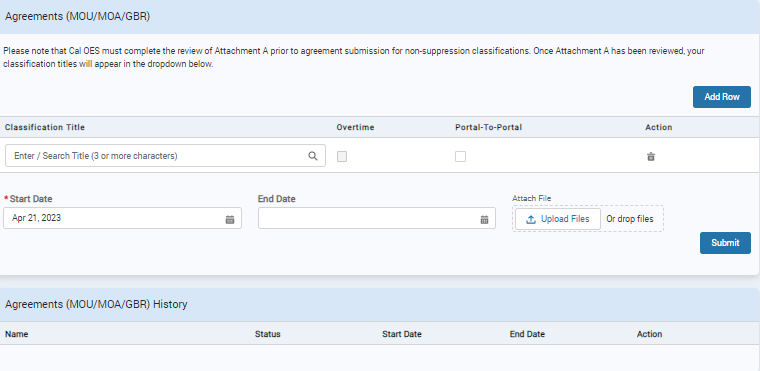 Agreements (MOU/MOA/GBR)
Please note that Cal OES must complete the review of Attachment A prior to agreement submission for non-suppression classifications. Once Attachment A has been reviewed, your
classification titles will appear in the dropdown below.
Add Row
Classification Title Overtime Portal-To-Portal Action
Enter / Search Title (3 or more characters)
*Start Date End Date Attach File
Apr 21, 2023 Upload Files Or drop files
Submit
Agreements (MOU/MOA/GBR) History
Name Status Start Date End Date Action